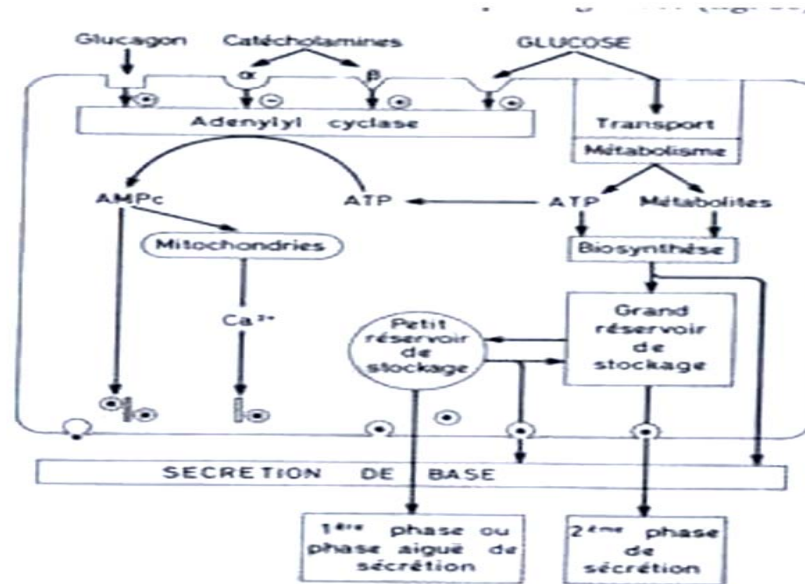 Glucagon Catécholamines GLUCOSE
α β
+ - + +
Adenylyl cyclase
Transport
Métabolisme
AMPc ATP ATP Métabolites
Mitochondries
Biosynthèse
Ca²⁺
Petit
réservoir
de
stockage
Grand
réservoir
de
stockage
SECRETION DE BASE
1ère phase ou
phase aiguë de
sécrétion
2ème phase
de
sécrétion